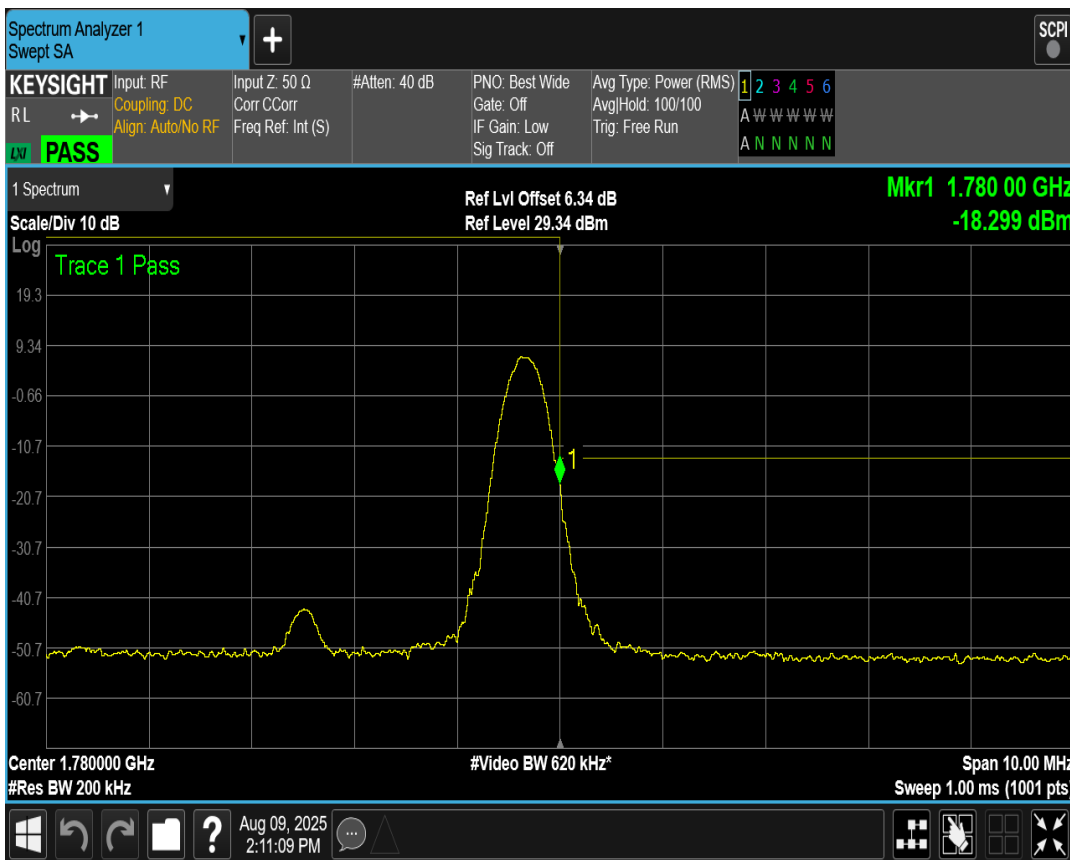 Spectrum Analyzer 1
Swept SA
+
SCPI
KEYSIGHT
RL
LXI PASS
Input: RF
Coupling: DC
Align: Auto/No RF
Input Z: 50 Ω
Corr CCorr
Freq Ref: Int (S)
#Atten: 40 dB
PNO: Best Wide
Gate: Off
IF Gain: Low
Sig Track: Off
Avg Type: Power (RMS)
Avg|Hold: 100/100
Trig: Free Run
1 2 3 4 5 6
A W W W W W
A N N N N N
1 Spectrum
Scale/Div 10 dB
Ref Lvl Offset 6.34 dB
Ref Level 29.34 dBm
Mkr1 1.780 00 GHz
-18.299 dBm
Log
Trace 1 Pass
19.3
9.34
-0.66
-10.7
1
-20.7
-30.7
-40.7
-50.7
-60.7
Center 1.780000 GHz
#Res BW 200 kHz
#Video BW 620 kHz*
Span 10.00 MHz
Sweep 1.00 ms (1001 pts)
?
Aug 09, 2025
2:11:09 PM